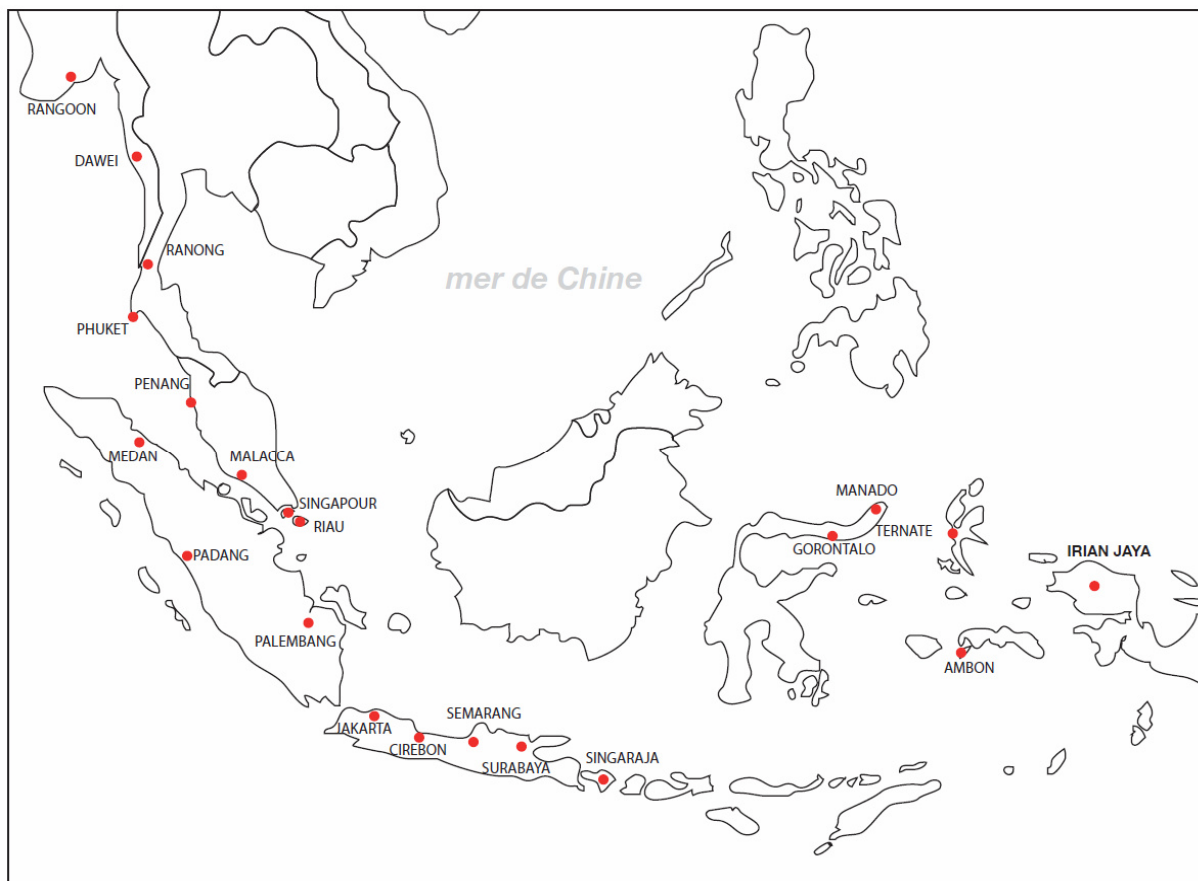 RANGOON
DAWEI
RANONG
mer de Chine
PHUKET
PENANG
MEDAN
MALACCA
SINGAPOUR
RIAU
MANADO
TERNATE
GORONTALO
IRIAN JAYA
PADANG
PALEMBANG
AMBON
SEMARANG
JAKARTA
CIREBON
SURABAYA
SINGARAJA